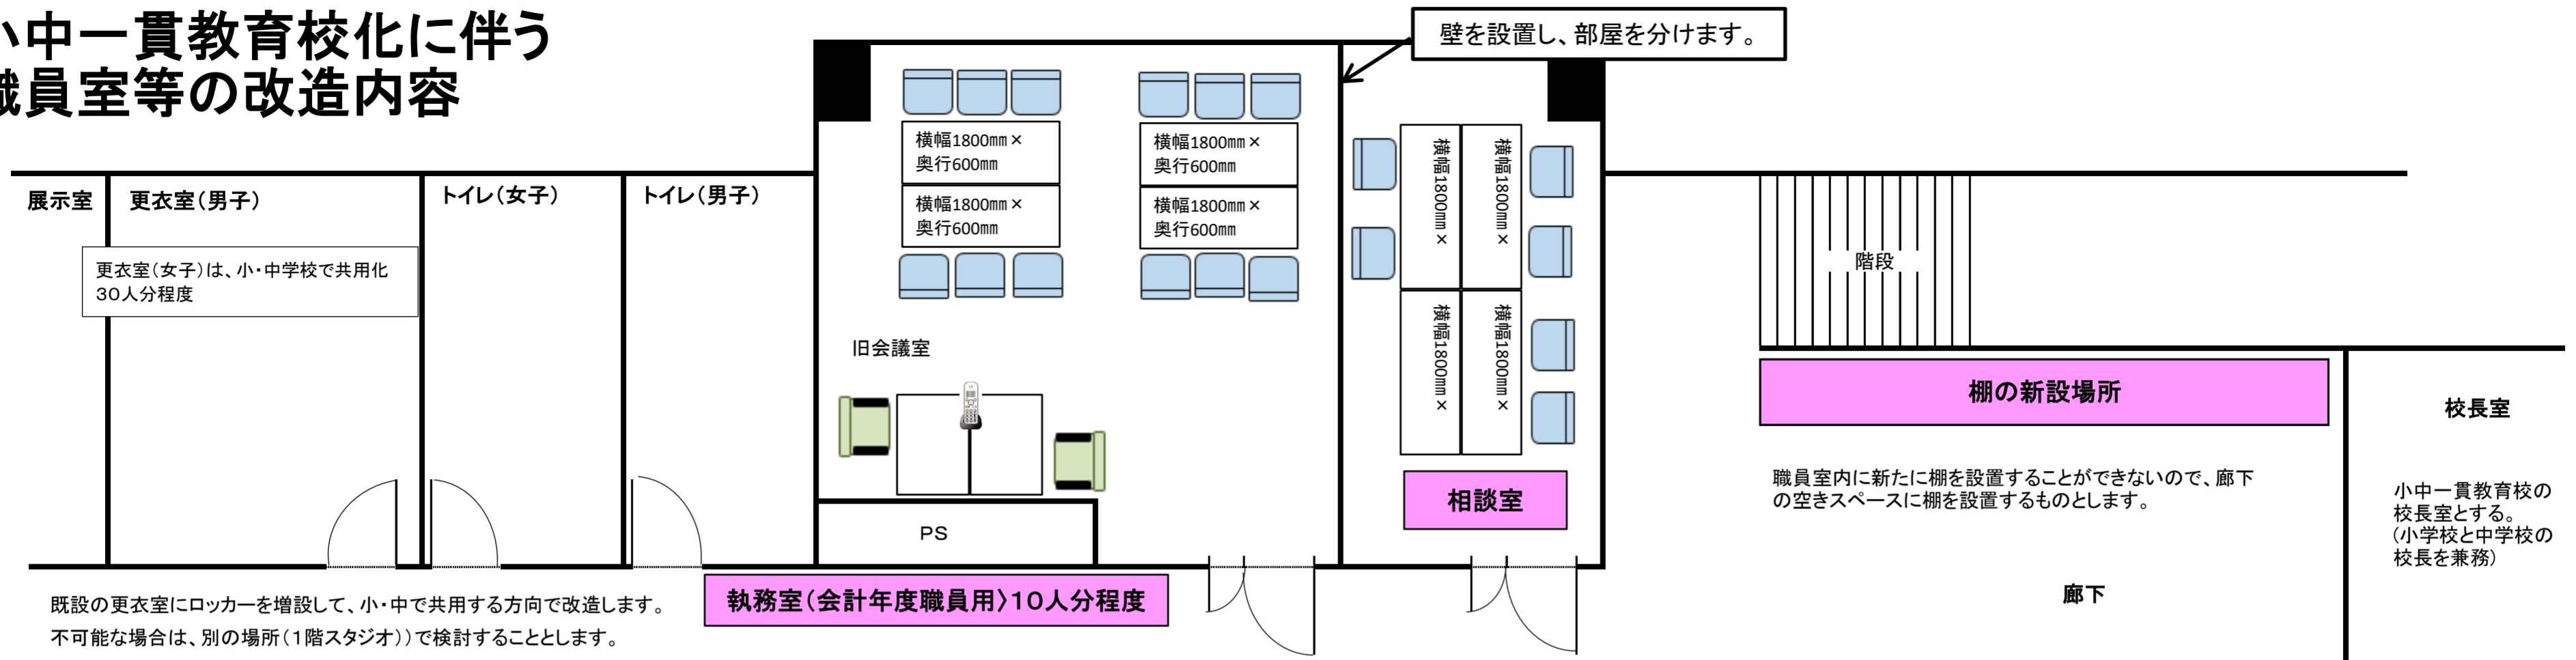 小中一貫教育校化に伴う
職員室等の改造内容
壁を設置し、部屋を分けます。
展示室
更衣室（男子）
トイレ（女子）
トイレ（男子）
更衣室（女子）は、小・中学校で共用化
30人分程度
横幅1800㎜×
奥行600㎜
横幅1800㎜×
奥行600㎜
横幅1800㎜×
奥行600㎜
横幅1800㎜×
奥行600㎜
横幅1800㎜×
横幅1800㎜×
横幅1800㎜×
横幅1800㎜×
旧会議室
PS
相談室
執務室（会計年度職員用〉10人分程度
既設の更衣室にロッカーを増設して、小・中で共用する方向で改造します。
不可能な場合は、別の場所（1階スタジオ））で検討することとします。
階段
棚の新設場所
職員室内に新たに棚を設置することができないので、廊下
の空きスペースに棚を設置するものとします。
廊下
校長室
小中一貫教育校の
校長室とする。
（小学校と中学校の
校長を兼務）